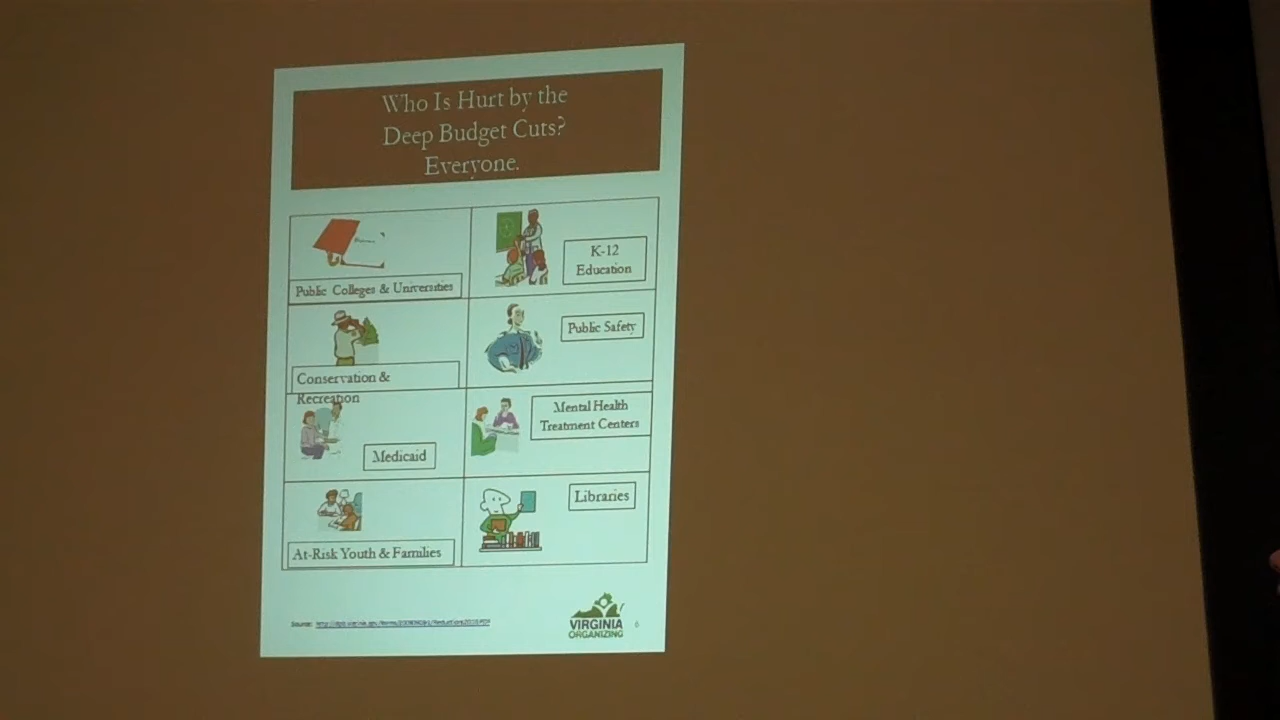 Who Is Hurt by the
Deep Budget Cuts?
Everyone.
Public Colleges & Universities
K-12
Education
Conservation &
Recreation
Public Safety
Medicaid
Mental Health
Treatment Centers
At-Risk Youth & Families
Libraries
Source:
VIRGINIA
ORGANIZING
6